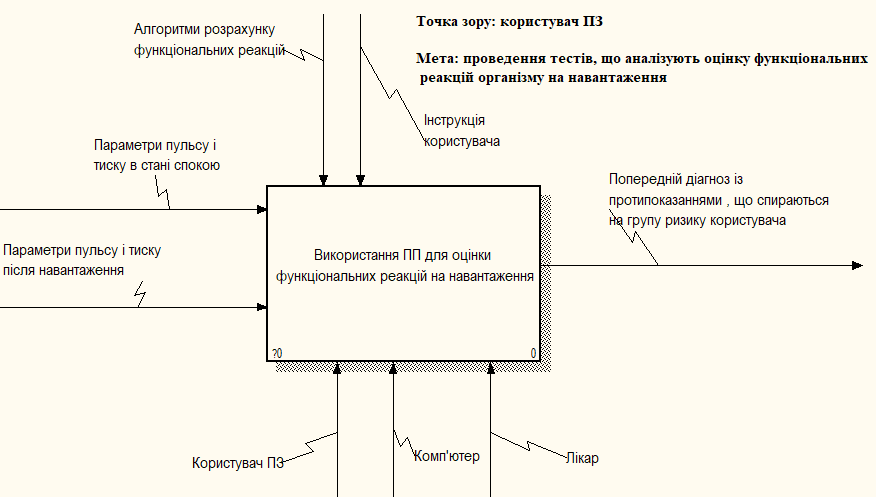 Точка зору: користувач ПЗ
Мета: проведення тестів, що аналізують оцінку функціональних
реакцій організму на навантаження
Алгоритми розрахунку
функціональних реакцій
Інструкція
користувача
Параметри пульсу і
тиску в стані спокою
Параметри пульсу і тиску
після навантаження
Використання ПП для оцінки
функціональних реакцій на навантаження
?0
0
Попередній діагноз із
протипоказаннями , що спираються
на групу ризику користувача
Користувач ПЗ
Комп'ютер
Лікар